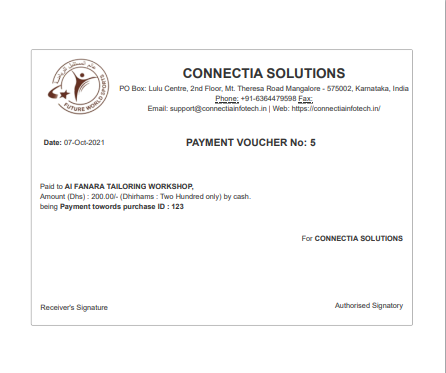 FUTURE WORLD SPORTS
CONNECTIA SOLUTIONS
PO Box: Lulu Centre, 2nd Floor, Mt. Theresa Road Mangalore - 575002, Karnataka, India
Phone: +91-6364479598 Fax:
Email: support@connectiainfotech.in | Web: https://connectiainfotech.in/
Date: 07-Oct-2021
PAYMENT VOUCHER No: 5
Paid to Al FANARA TAILORING WORKSHOP,
Amount (Dhs) : 200.00/- (Dhirhams : Two Hundred only) by cash.
being Payment towards purchase ID : 123
For CONNECTIA SOLUTIONS
Receiver's Signature
Authorised Signatory